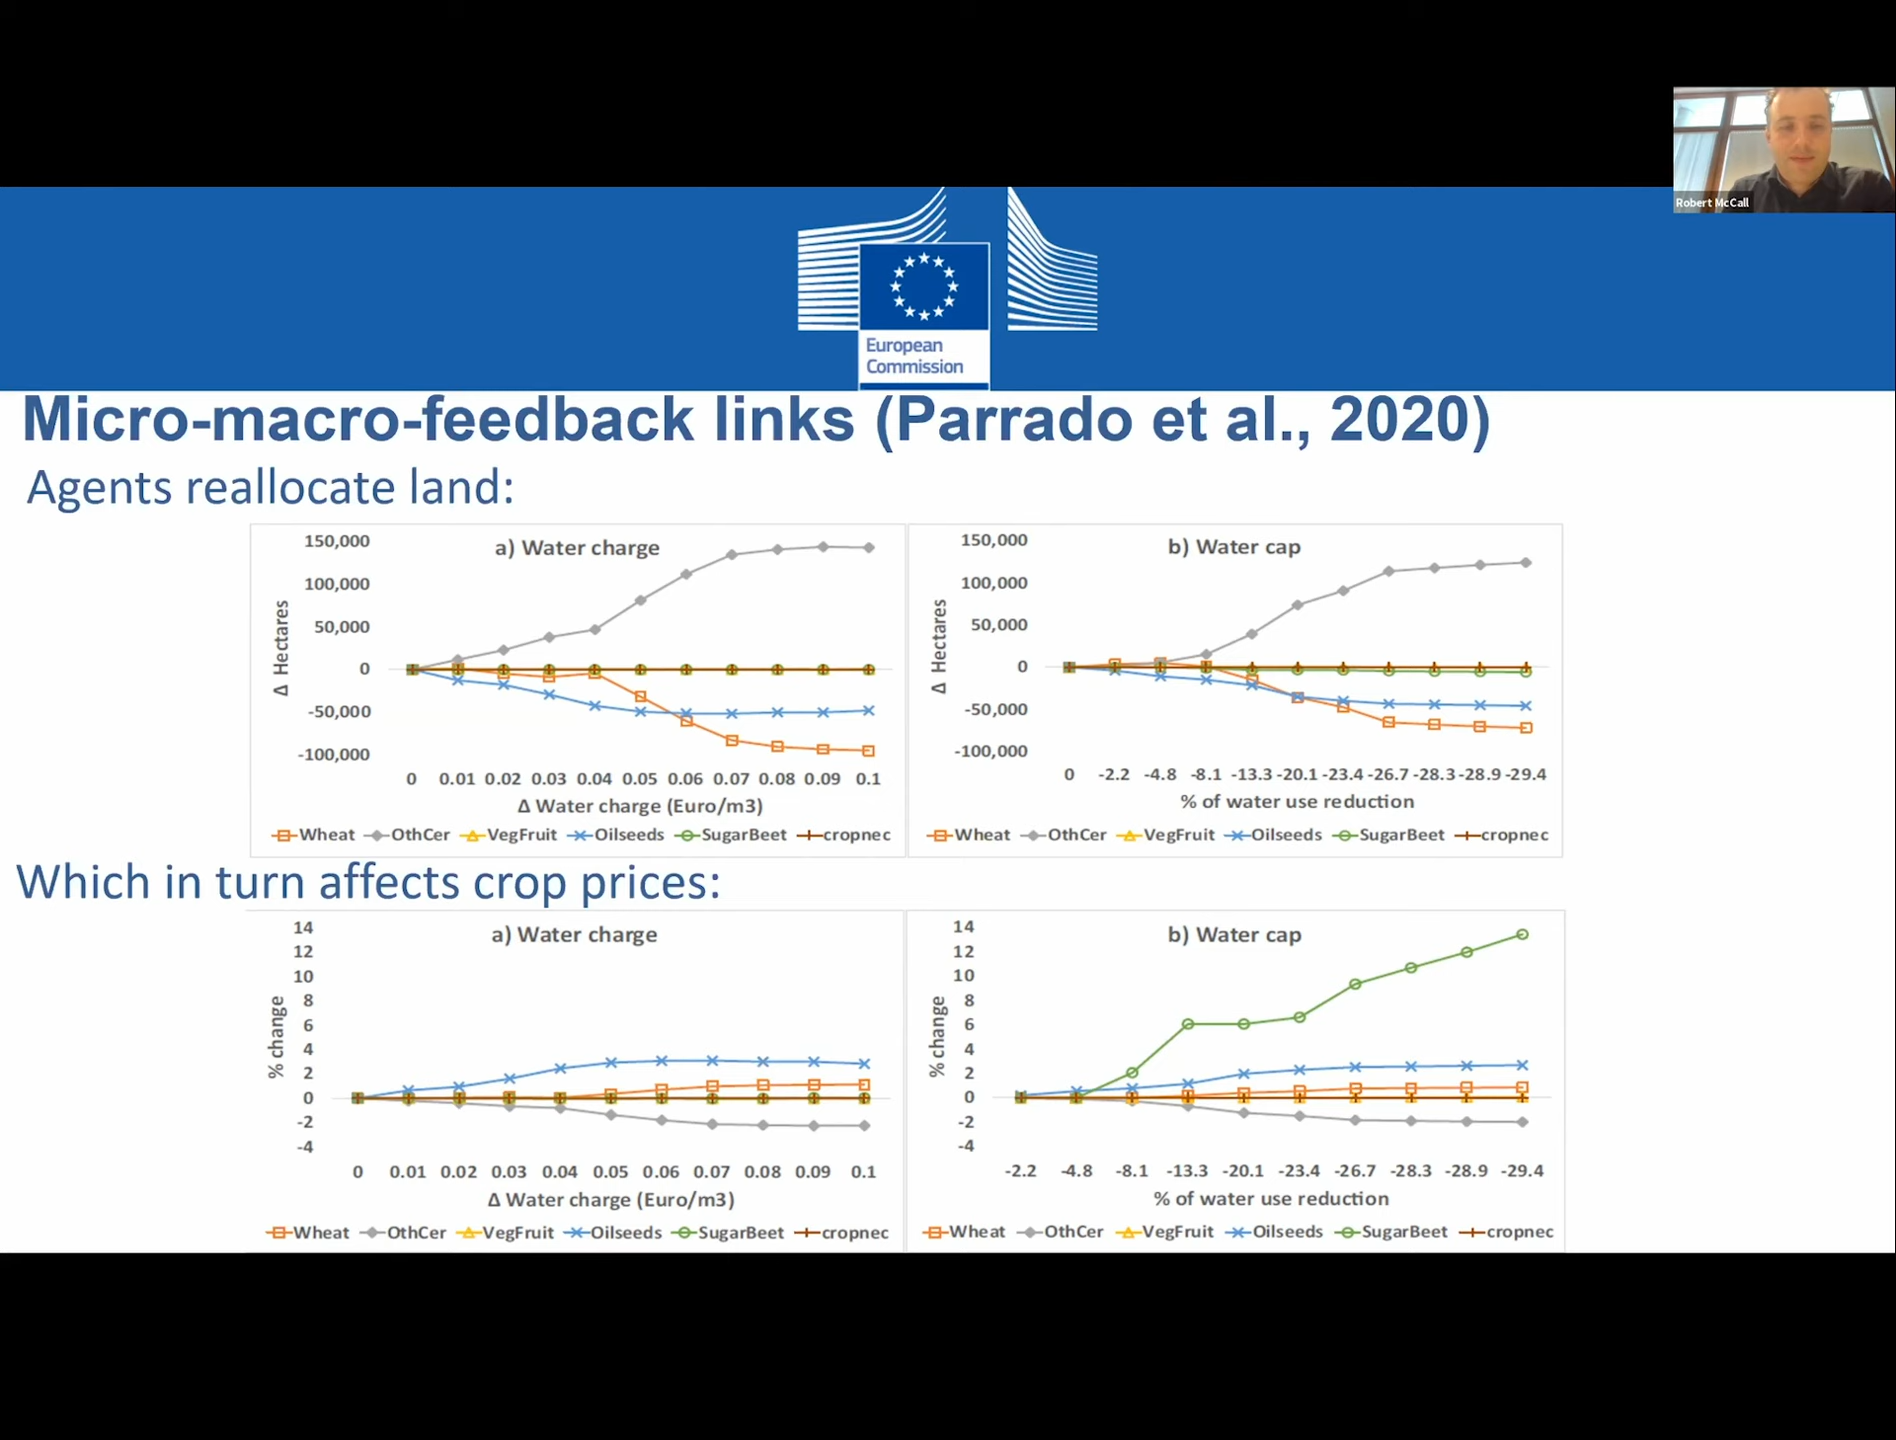 Robert McCall
European
Commission
Micro-macro-feedback links (Parrado et al., 2020)
Agents reallocate land:
a) Water charge
150,000
100,000
50,000
0
-50,000
-100,000
Δ Hectares
0 0.01 0.02 0.03 0.04 0.05 0.06 0.07 0.08 0.09 0.1
Δ Water charge (Euro/m3)
Wheat OthCer VegFruit Oilseeds SugarBeet cropnec
b) Water cap
150,000
100,000
50,000
0
-50,000
-100,000
Δ Hectares
0 -2.2 -4.8 -8.1 -13.3 -20.1 -23.4 -26.7 -28.3 -28.9 -29.4
% of water use reduction
Wheat OthCer VegFruit Oilseeds SugarBeet cropnec
Which in turn affects crop prices:
a) Water charge
14
12
10
8
6
4
2
0
-2
-4
% change
0 0.01 0.02 0.03 0.04 0.05 0.06 0.07 0.08 0.09 0.1
Δ Water charge (Euro/m3)
Wheat OthCer VegFruit Oilseeds SugarBeet cropnec
b) Water cap
14
12
10
8
6
4
2
0
-2
-4
% change
-2.2 -4.8 -8.1 -13.3 -20.1 -23.4 -26.7 -28.3 -28.9 -29.4
% of water use reduction
Wheat OthCer VegFruit Oilseeds SugarBeet cropnec